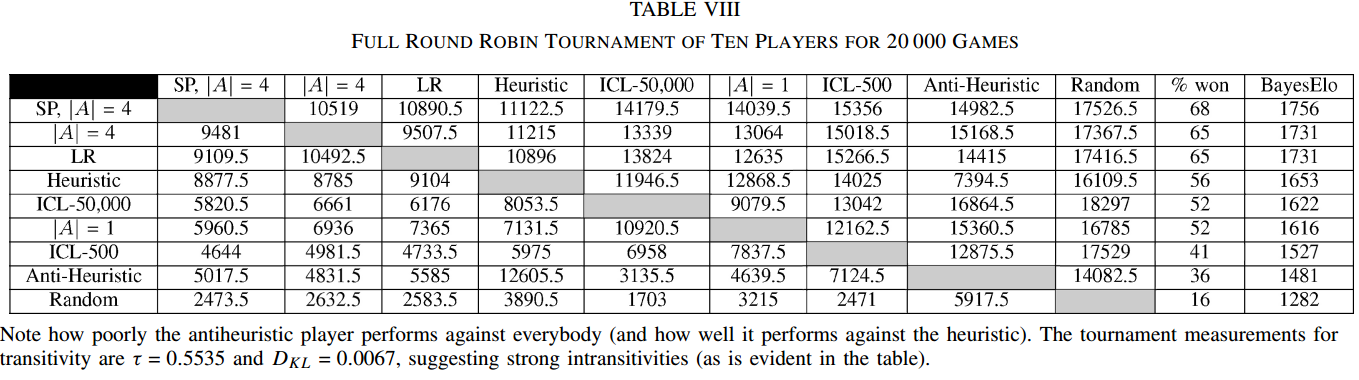 TABLE VIII
FULL ROUND ROBIN TOURNAMENT OF TEN PLAYERS FOR 20 000 GAMES
SP, |A| = 4 |A| = 4 LR Heuristic ICL-50,000 |A| = 1 ICL-500 Anti-Heuristic Random % won BayesElo
SP, |A| = 4 10519 10890.5 11122.5 14179.5 14039.5 15356 14982.5 17526.5 68 1756
|A| = 4 9481 9507.5 11215 13339 13064 15018.5 15168.5 17367.5 65 1731
LR 9109.5 10492.5 10896 13824 12635 15266.5 14415 17416.5 65 1731
Heuristic 8877.5 8785 9104 11946.5 12868.5 14025 7394.5 16109.5 56 1653
ICL-50,000 5820.5 6661 6176 8053.5 9079.5 13042 16864.5 18297 52 1622
|A| = 1 5960.5 6936 7365 7131.5 10920.5 12162.5 15360.5 16785 52 1616
ICL-500 4644 4981.5 4733.5 5975 6958 7837.5 12875.5 17529 41 1527
Anti-Heuristic 5017.5 4831.5 5585 12605.5 3135.5 4639.5 7124.5 14082.5 36 1481
Random 2473.5 2632.5 2583.5 3890.5 1703 3215 2471 5917.5 16 1282
Note how poorly the antiheuristic player performs against everybody (and how well it performs against the heuristic). The tournament measurements for
transitivity are τ = 0.5535 and D_KL = 0.0067, suggesting strong intransitivities (as is evident in the table).